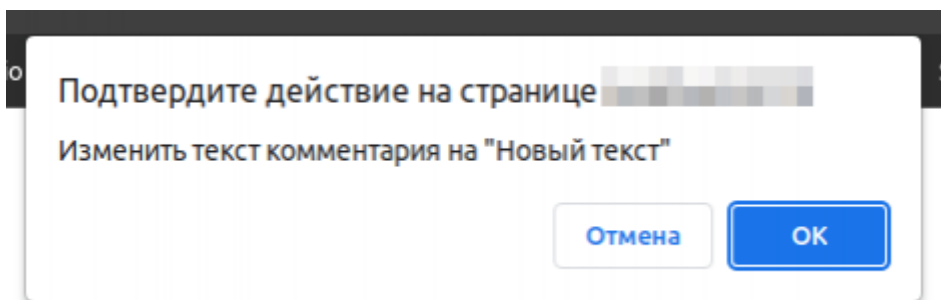 Подтвердите действие на странице
Изменить текст комментария на "Новый текст"
Отмена
OK